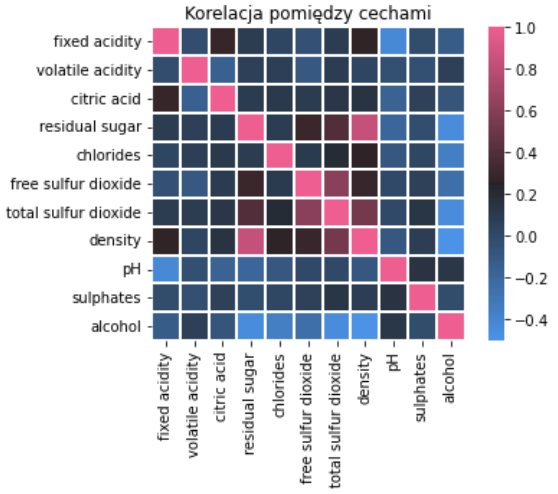 Korelacja pomiędzy cechami
fixed acidity
volatile acidity
citric acid
residual sugar
chlorides
free sulfur dioxide
total sulfur dioxide
density
pH
sulphates
alcohol
fixed acidity
volatile acidity
citric acid
residual sugar
chlorides
free sulfur dioxide
total sulfur dioxide
density
pH
sulphates
alcohol
1.0
0.8
0.6
0.4
0.2
0.0
−0.2
−0.4